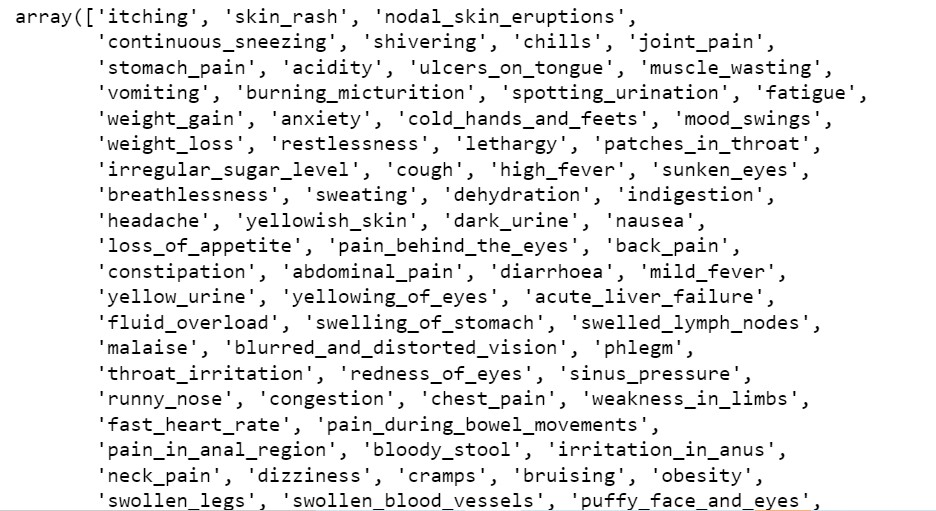 array(['itching', 'skin_rash', 'nodal_skin_eruptions',
'continuous_sneezing', 'shivering', 'chills', 'joint_pain',
'stomach_pain', 'acidity', 'ulcers_on_tongue', 'muscle_wasting',
'vomiting', 'burning_micturition', 'spotting_urination', 'fatigue',
'weight_gain', 'anxiety', 'cold_hands_and_feets', 'mood_swings',
'weight_loss', 'restlessness', 'lethargy', 'patches_in_throat',
'irregular_sugar_level', 'cough', 'high_fever', 'sunken_eyes',
'breathlessness', 'sweating', 'dehydration', 'indigestion',
'headache', 'yellowish_skin', 'dark_urine', 'nausea',
'loss_of_appetite', 'pain_behind_the_eyes', 'back_pain',
'constipation', 'abdominal_pain', 'diarrhoea', 'mild_fever',
'yellow_urine', 'yellowing_of_eyes', 'acute_liver_failure',
'fluid_overload', 'swelling_of_stomach', 'swelled_lymph_nodes',
'malaise', 'blurred_and_distorted_vision', 'phlegm',
'throat_irritation', 'redness_of_eyes', 'sinus_pressure',
'runny_nose', 'congestion', 'chest_pain', 'weakness_in_limbs',
'fast_heart_rate', 'pain_during_bowel_movements',
'pain_in_anal_region', 'bloody_stool', 'irritation_in_anus',
'neck_pain', 'dizziness', 'cramps', 'bruising', 'obesity',
'swollen_legs', 'swollen_blood_vessels', 'puffy_face_and_eyes',